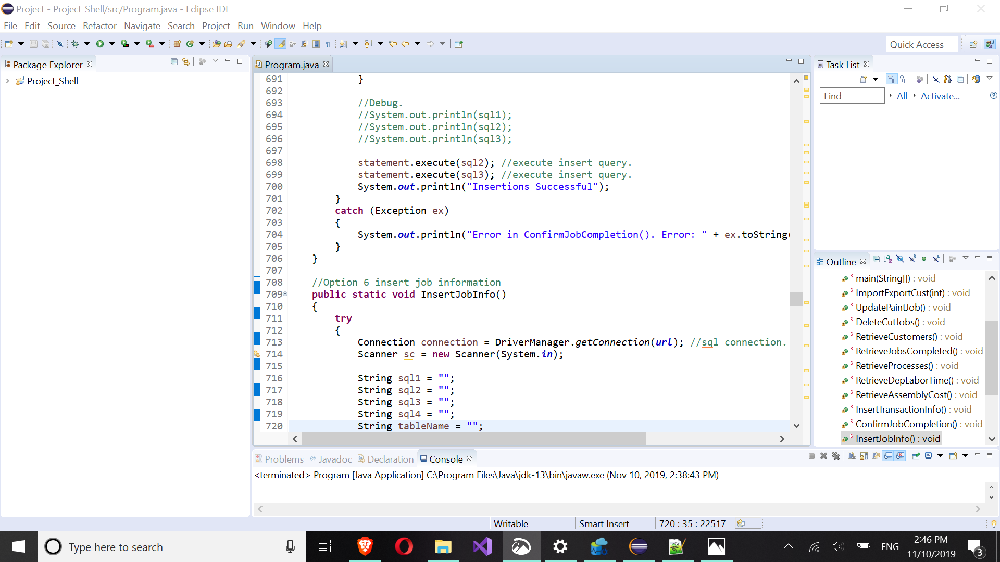 Project - Project_Shell/src/Program.java - Eclipse IDE
File Edit Source Refactor Navigate Search Project Run Window Help
Quick Access
Package Explorer
Project_Shell
Program.java
691 }
692
693 //Debug.
694 //System.out.println(sql1);
695 //System.out.println(sql2);
696 //System.out.println(sql3);
697
698 statement.execute(sql2); //execute insert query.
699 statement.execute(sql3); //execute insert query.
700 System.out.println("Insertions Successful");
701 }
702 catch (Exception ex)
703 {
704 System.out.println("Error in ConfirmJobCompletion(). Error: " + ex.toString(
705 }
706 }
707
708 //Option 6 insert job information
709 public static void InsertJobInfo()
710 {
711 try
712 {
713 Connection connection = DriverManager.getConnection(url); //sql connection.
714 Scanner sc = new Scanner(System.in);
715
716 String sql1 = "";
717 String sql2 = "";
718 String sql3 = "";
719 String sql4 = "";
720 String tableName = "";
Task List
Find All Activate...
Outline
main(String[]) : void
ImportExportCust(int) : void
UpdatePaintJob() : void
DeleteCutJobs() : void
RetrieveCustomers() : void
RetrieveJobsCompleted() : void
RetrieveProcesses() : void
RetrieveDepLaborTime() : void
RetrieveAssemblyCost() : void
InsertTransactionInfo() : void
ConfirmJobCompletion() : void
InsertJobInfo() : void
Problems Javadoc Declaration Console
<terminated> Program [Java Application] C:\Program Files\Java\jdk-13\bin\javaw.exe (Nov 10, 2019, 2:38:43 PM)
Writable Smart Insert 720 : 35 : 22517
Type here to search
ENG
2:46 PM
11/10/2019
3